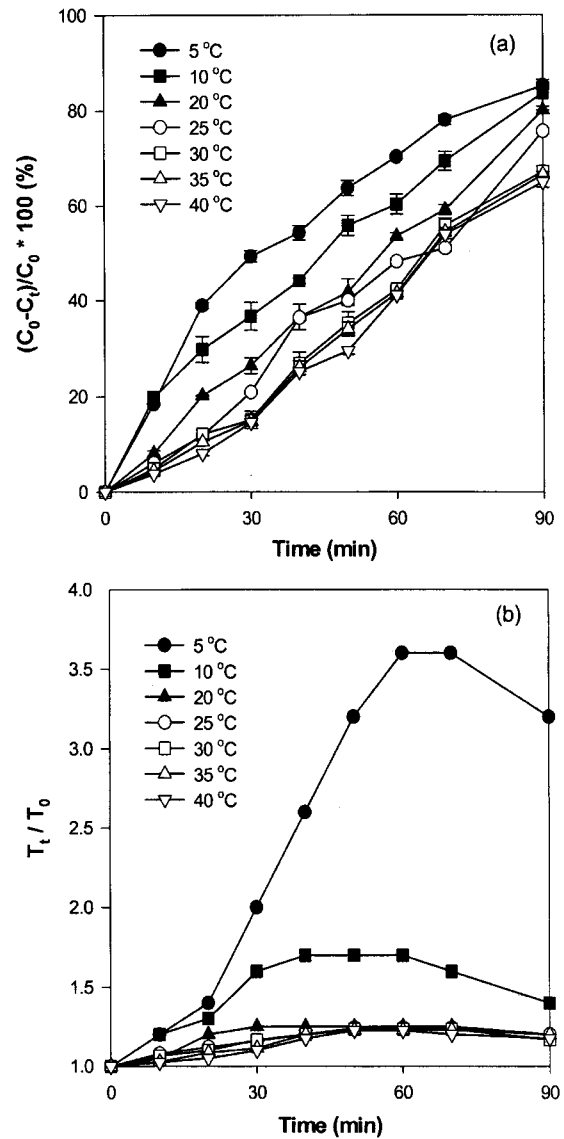 (a)
5 °C
10 °C
20 °C
25 °C
30 °C
35 °C
40 °C
100
80
60
40
20
0
(C0-Ct)/C0 * 100 (%)
0 30 60 90
Time (min)
(b)
5 °C
10 °C
20 °C
25 °C
30 °C
35 °C
40 °C
4.0
3.5
3.0
2.5
2.0
1.5
1.0
Tt / T0
0 30 60 90
Time (min)